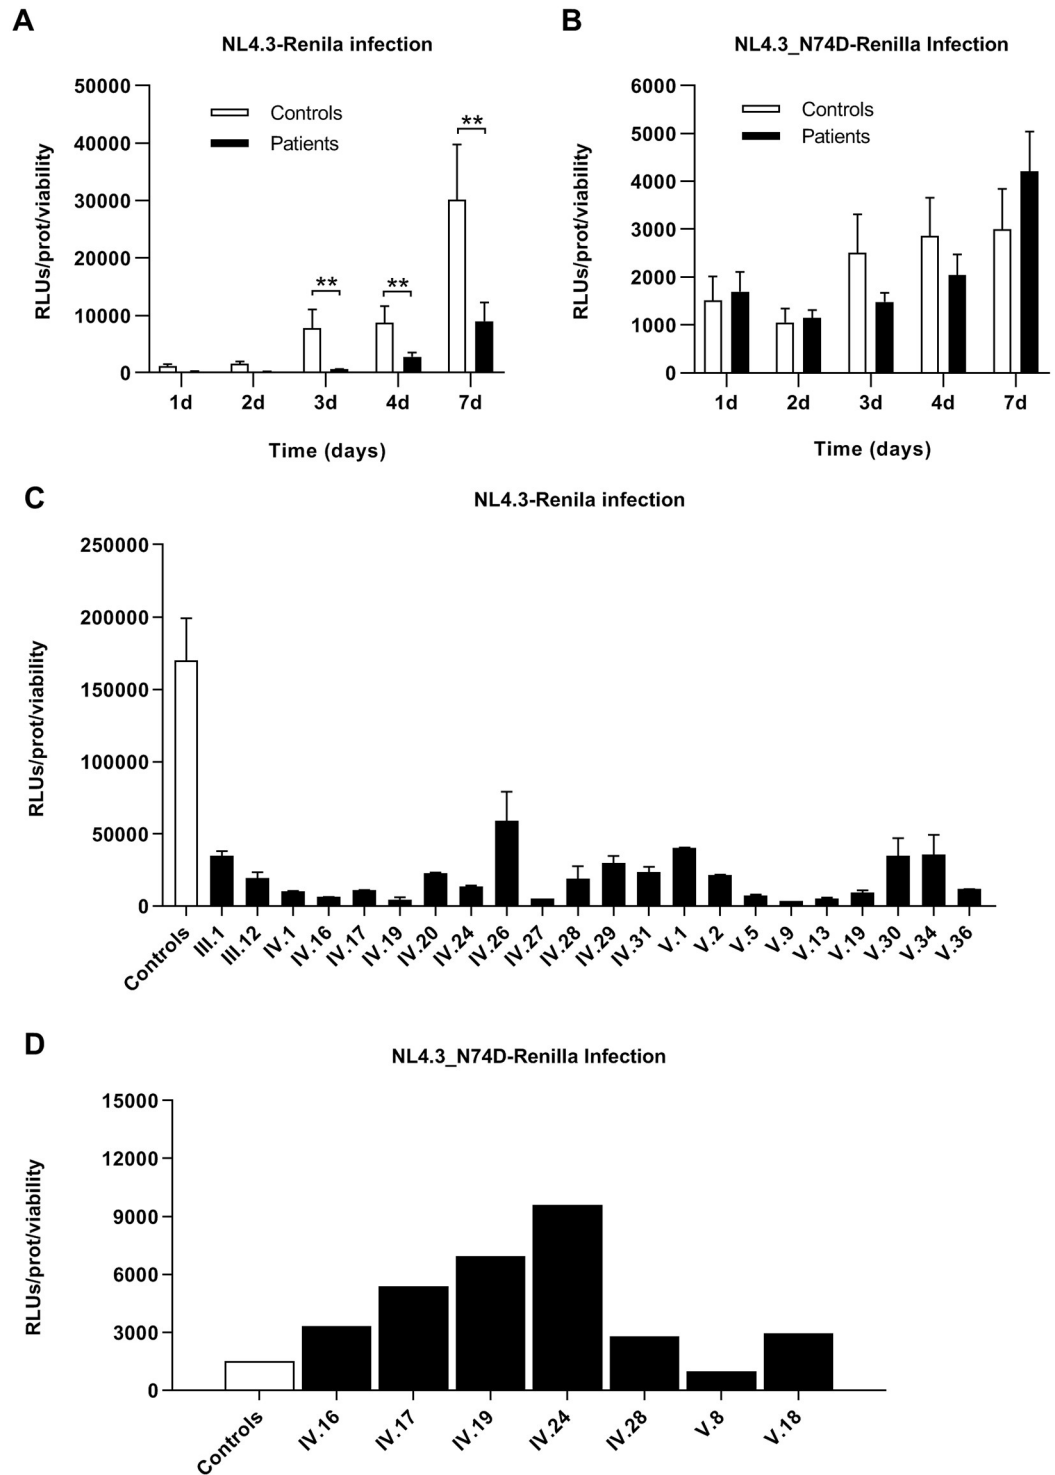 A
NL4.3-Renila infection
50000
40000
30000
20000
10000
0
RLUs/prot/viability
Controls
Patients
**
**
**
1d 2d 3d 4d 7d
Time (days)
B
NL4.3_N74D-Renilla Infection
6000
5000
4000
3000
2000
1000
0
RLUs/prot/viability
Controls
Patients
1d 2d 3d 4d 7d
Time (days)
C
NL4.3-Renila infection
250000
200000
150000
100000
50000
0
RLUs/prot/viability
Controls III.1 III.12 IV.1 IV.16 IV.17 IV.19 IV.20 IV.24 IV.26 IV.27 IV.28 IV.29 IV.31 V.1 V.2 V.5 V.9 V.13 V.19 V.30 V.34 V.36
D
NL4.3_N74D-Renilla Infection
15000
12000
9000
6000
3000
0
RLUs/prot/viability
Controls IV.16 IV.17 IV.19 IV.24 IV.28 V.8 V.18